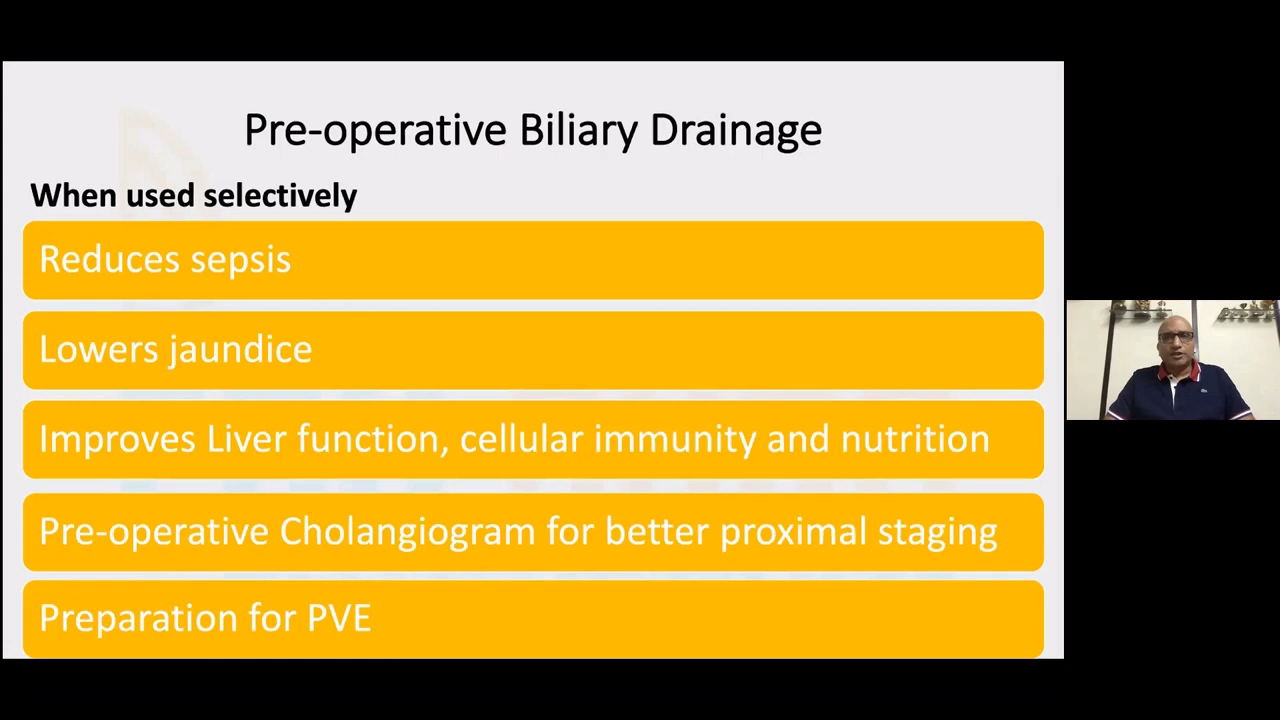 Pre-operative Biliary Drainage
When used selectively
Reduces sepsis
Lowers jaundice
Improves Liver function, cellular immunity and nutrition
Pre-operative Cholangiogram for better proximal staging
Preparation for PVE